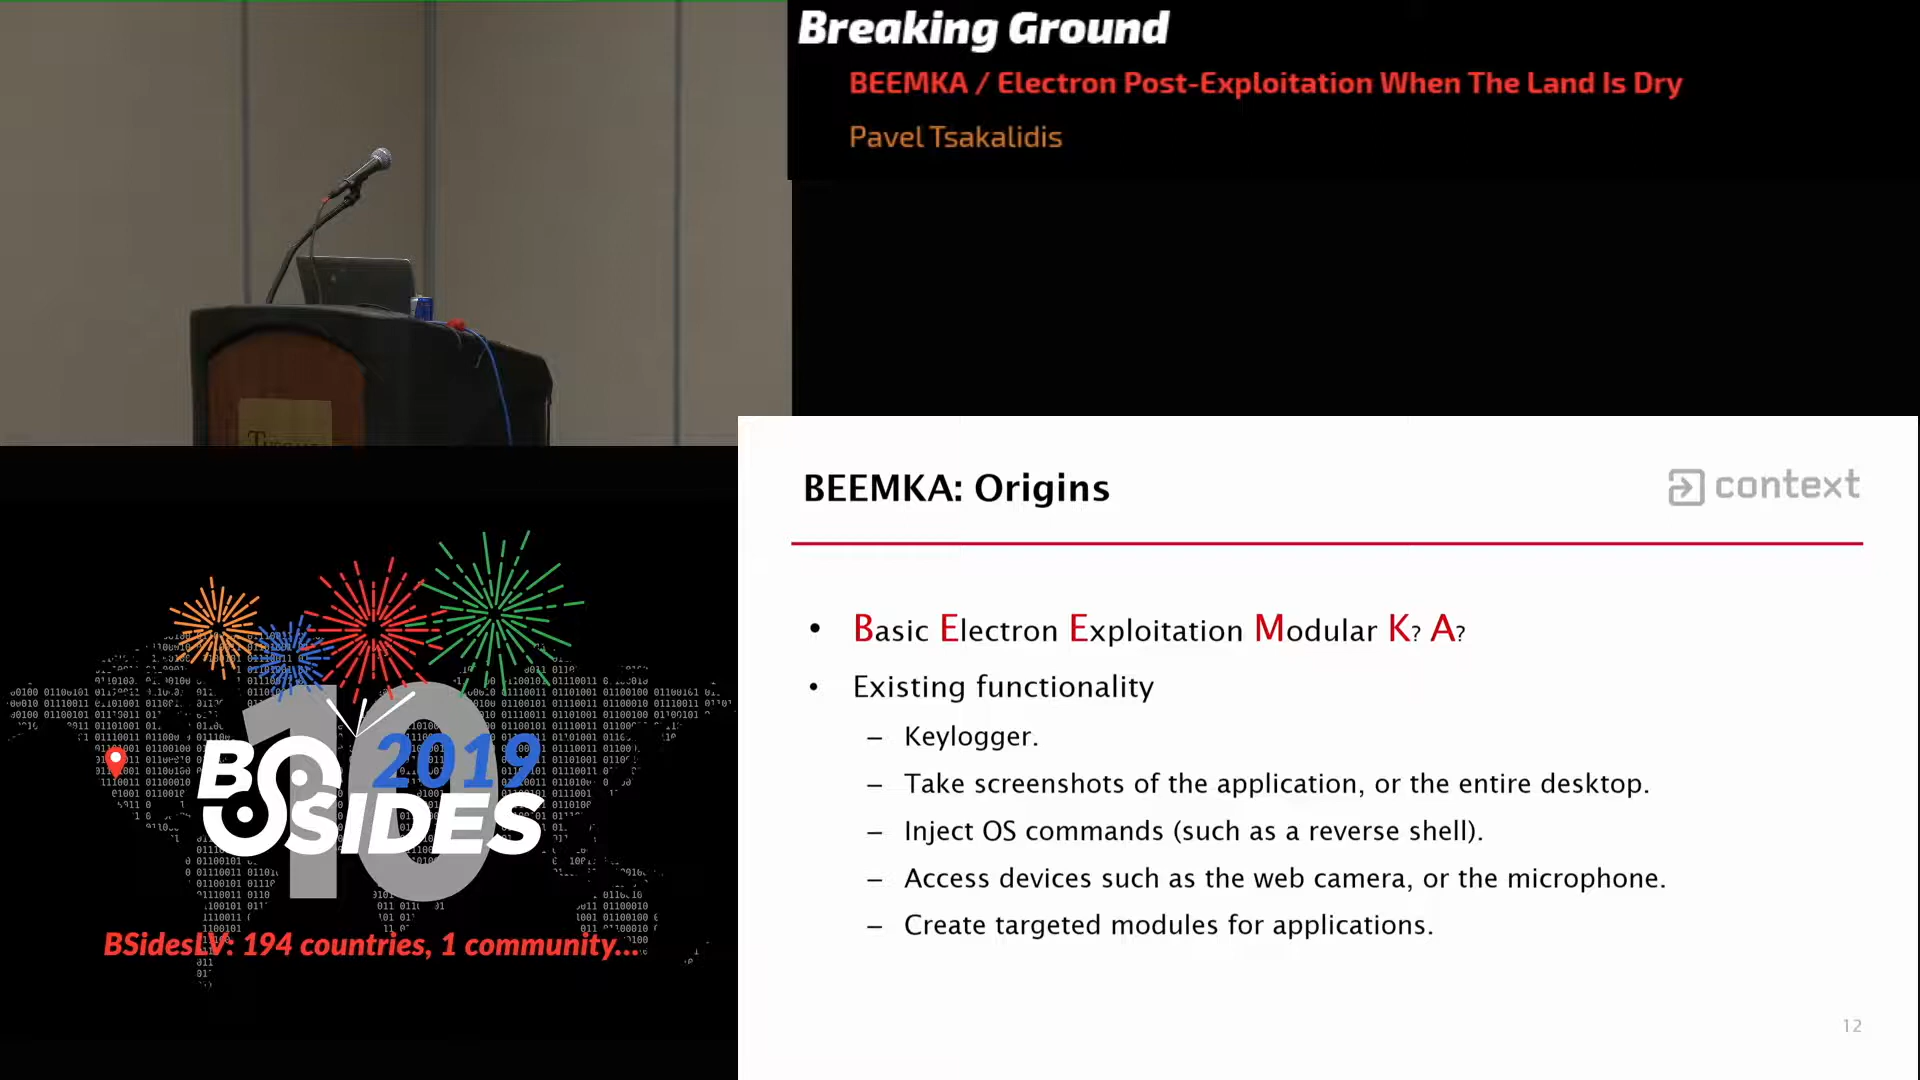 Breaking Ground
BEEMKA / Electron Post-Exploitation When The Land Is Dry
Pavel Tsakalidis
BEEMKA: Origins
context
• Basic Electron Exploitation Modular K? A?
• Existing functionality
– Keylogger.
– Take screenshots of the application, or the entire desktop.
– Inject OS commands (such as a reverse shell).
– Access devices such as the web camera, or the microphone.
– Create targeted modules for applications.
12
10
2019
BSIDES
BSidesLV: 194 countries, 1 community...